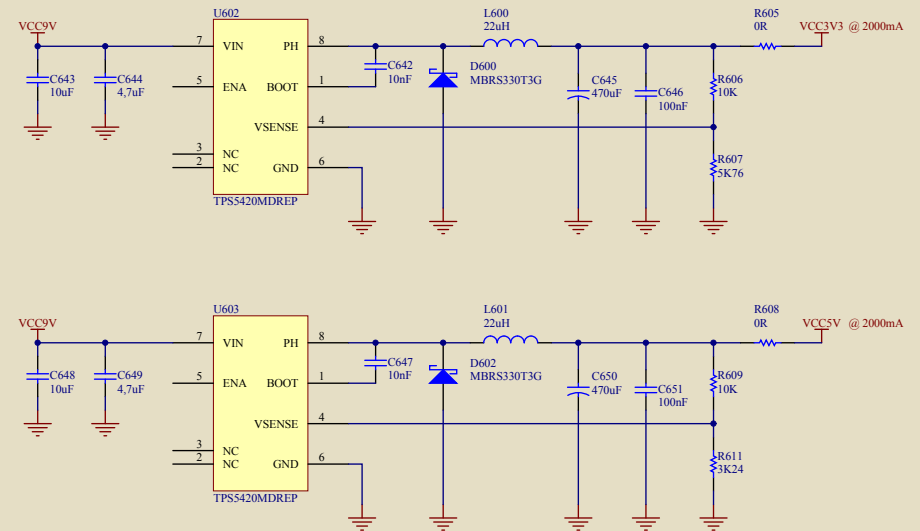 U602
L600
22uH
R605
0R
VCC9V
VCC3V3 @ 2000mA
7 VIN PH 8
C643
10uF
C644
4,7uF
5 ENA BOOT 1
C642
10nF
D600
MBRS330T3G
C645
470uF
C646
100nF
R606
10K
VSENSE 4
3 NC
2 NC GND 6
R607
5K76
TPS5420MDREP
U603
L601
22uH
R608
0R
VCC9V
VCC5V @ 2000mA
7 VIN PH 8
C648
10uF
C649
4,7uF
5 ENA BOOT 1
C647
10nF
D602
MBRS330T3G
C650
470uF
C651
100nF
R609
10K
VSENSE 4
3 NC
2 NC GND 6
R611
3K24
TPS5420MDREP